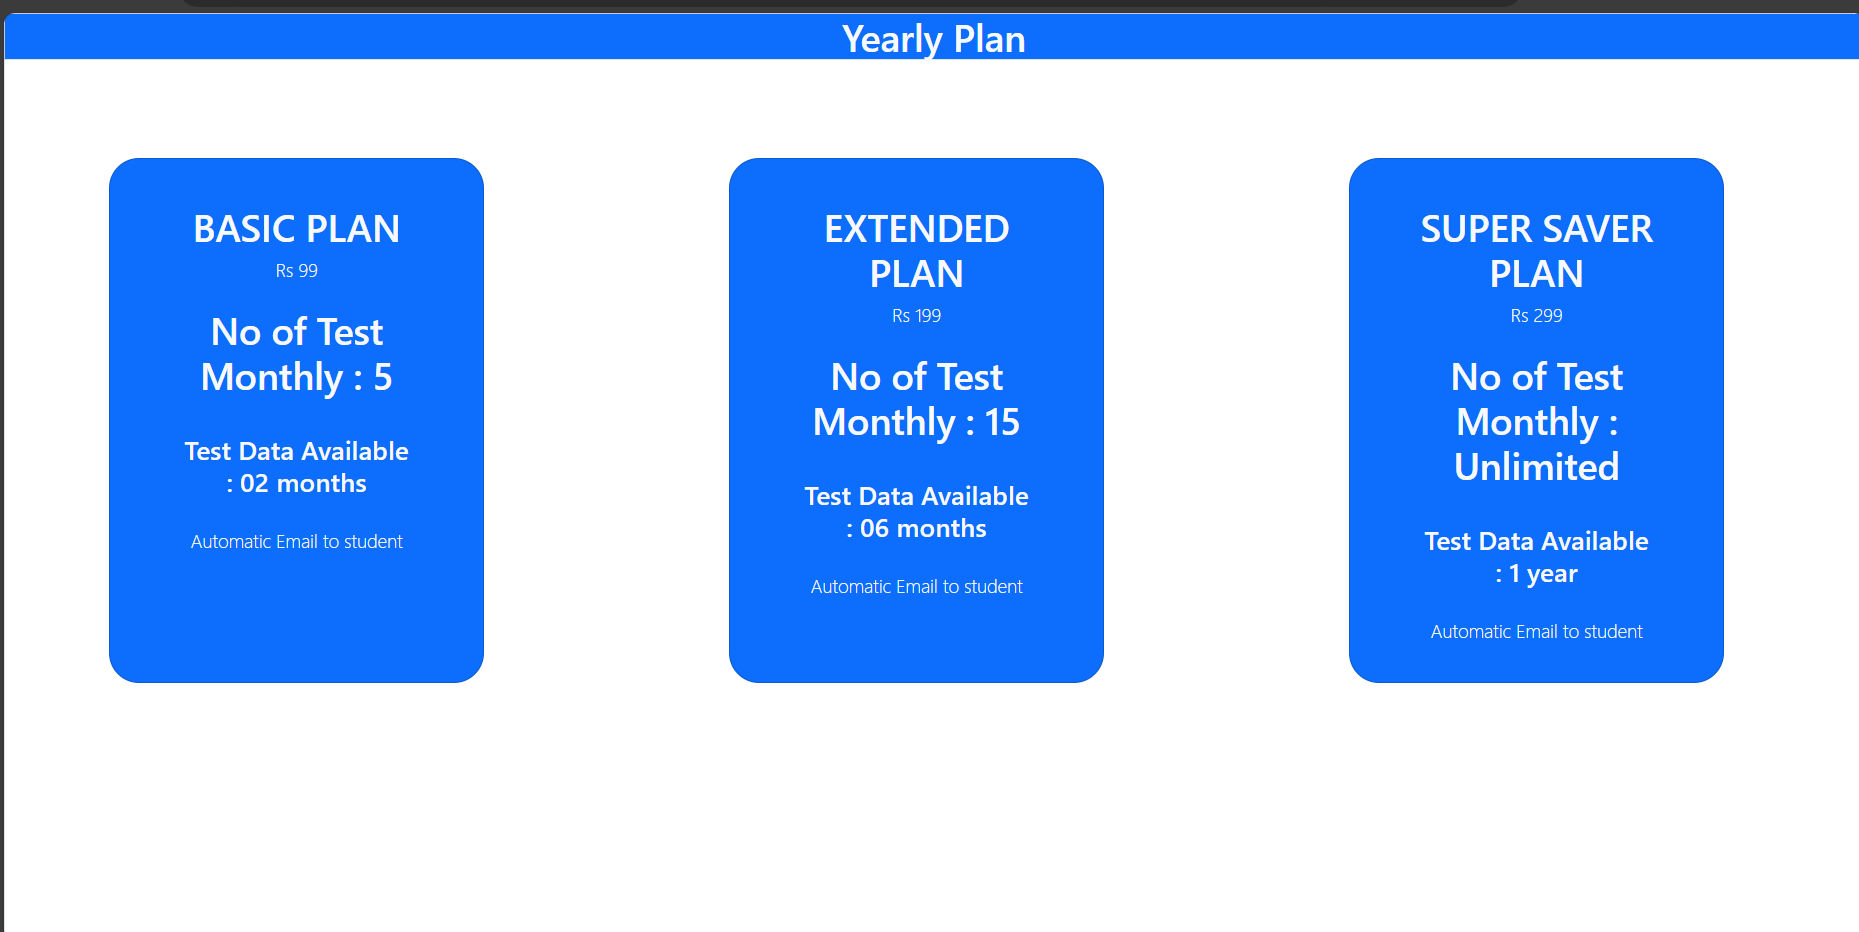 Yearly Plan
BASIC PLAN
Rs 99
No of Test
Monthly : 5
Test Data Available
: 02 months
Automatic Email to student
EXTENDED
PLAN
Rs 199
No of Test
Monthly : 15
Test Data Available
: 06 months
Automatic Email to student
SUPER SAVER
PLAN
Rs 299
No of Test
Monthly :
Unlimited
Test Data Available
: 1 year
Automatic Email to student